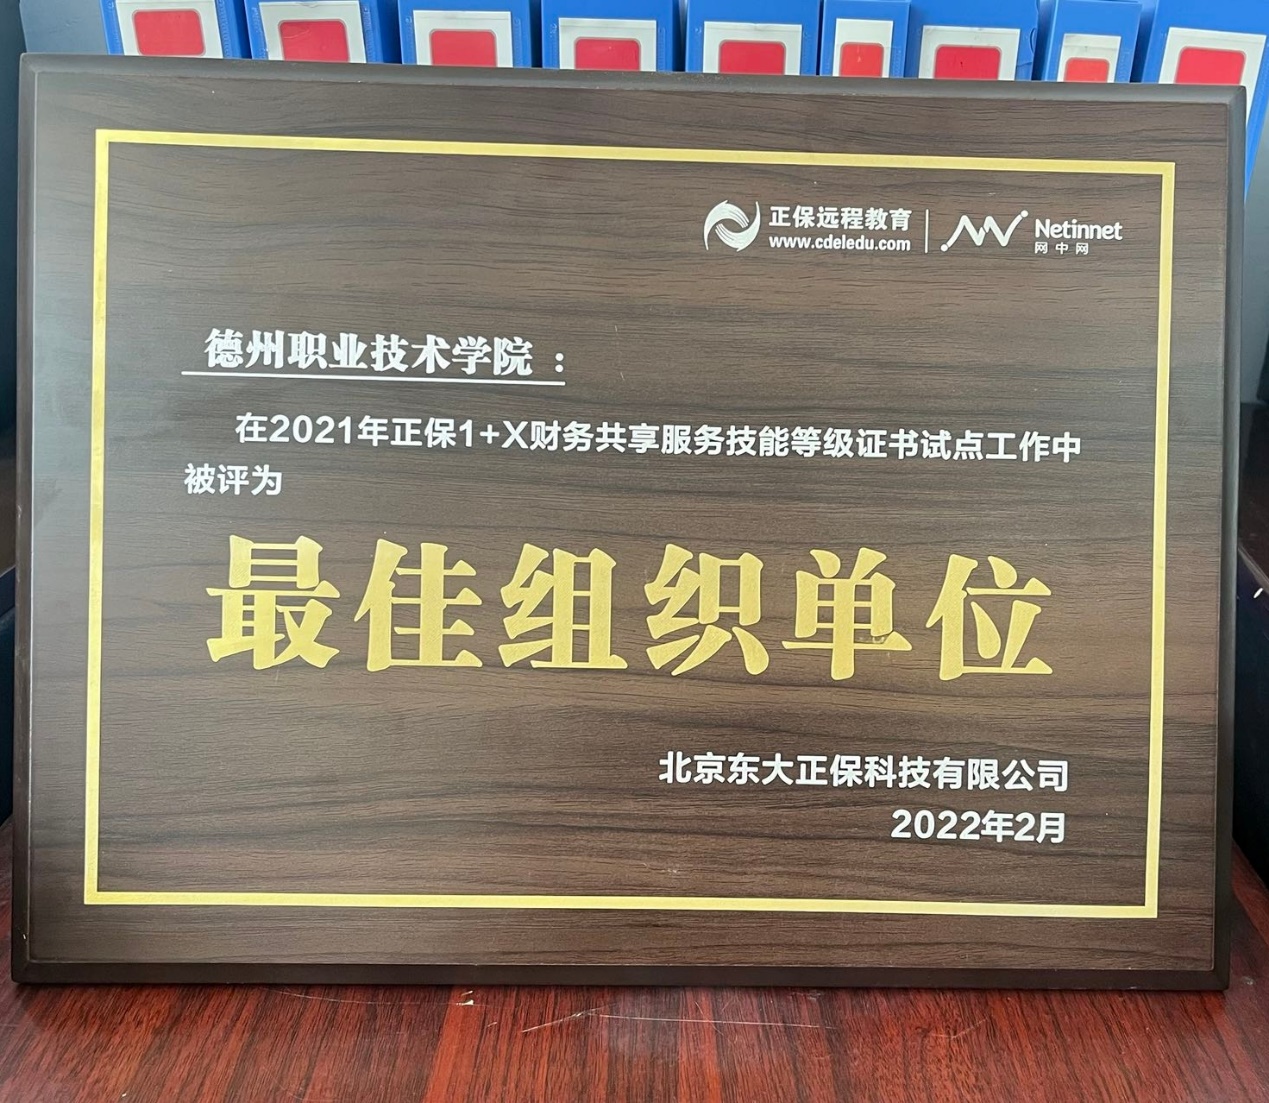 正保远程教育
www.cdeledu.com
Netinnet
网中网
德州职业技术学院：
在2021年正保1+X财务共享服务技能等级证书试点工作中
被评为
最佳组织单位
北京东大正保科技有限公司
2022年2月